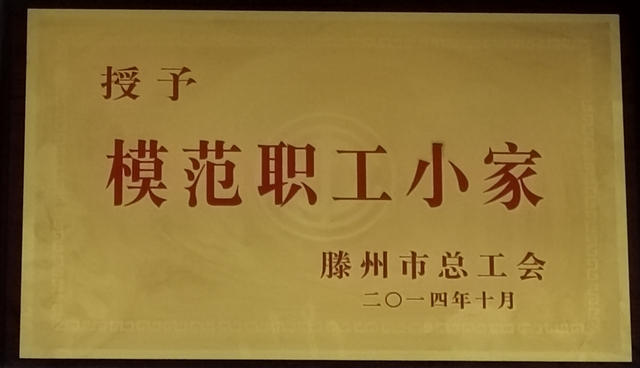 授予
模范职工小家
滕州市总工会
二〇一四年十月